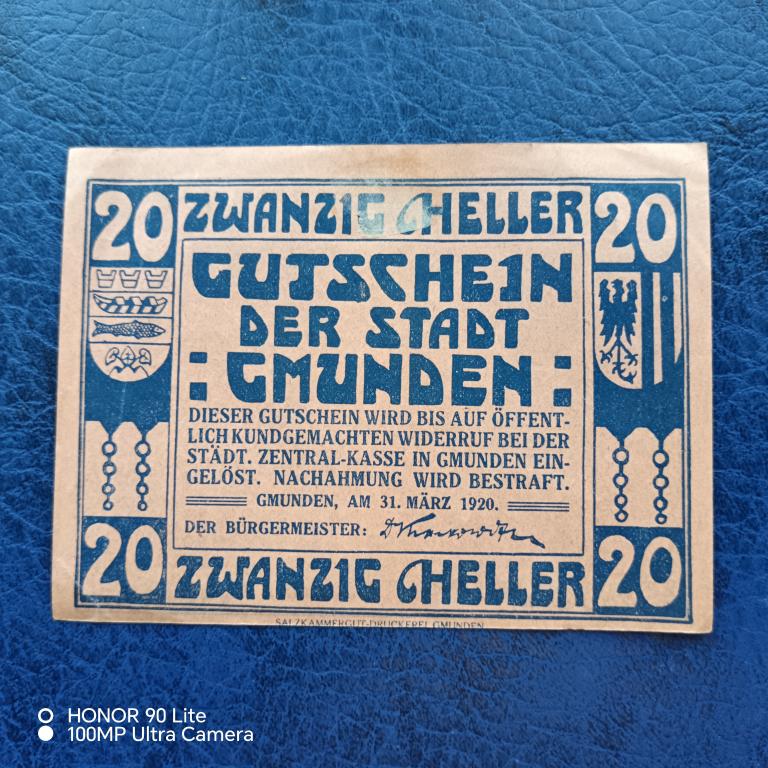 20 ZWANZIG HELLER 20
GUTSCHEIN
DER STADT
: GMUNDEN :
DIESER GUTSCHEIN WIRD BIS AUF ÖFFENT-
LICH KUNDGEMACHTEN WIDERRUF BEI DER
STÄDT. ZENTRAL-KASSE IN GMUNDEN EIN-
GELÖST. NACHAHMUNG WIRD BESTRAFT.
GMUNDEN, AM 31. MÄRZ 1920.
DER BÜRGERMEISTER:
20 ZWANZIG HELLER 20
SALZKAMMERGUT-DRUCKEREI GMUNDEN
HONOR 90 Lite
100MP Ultra Camera